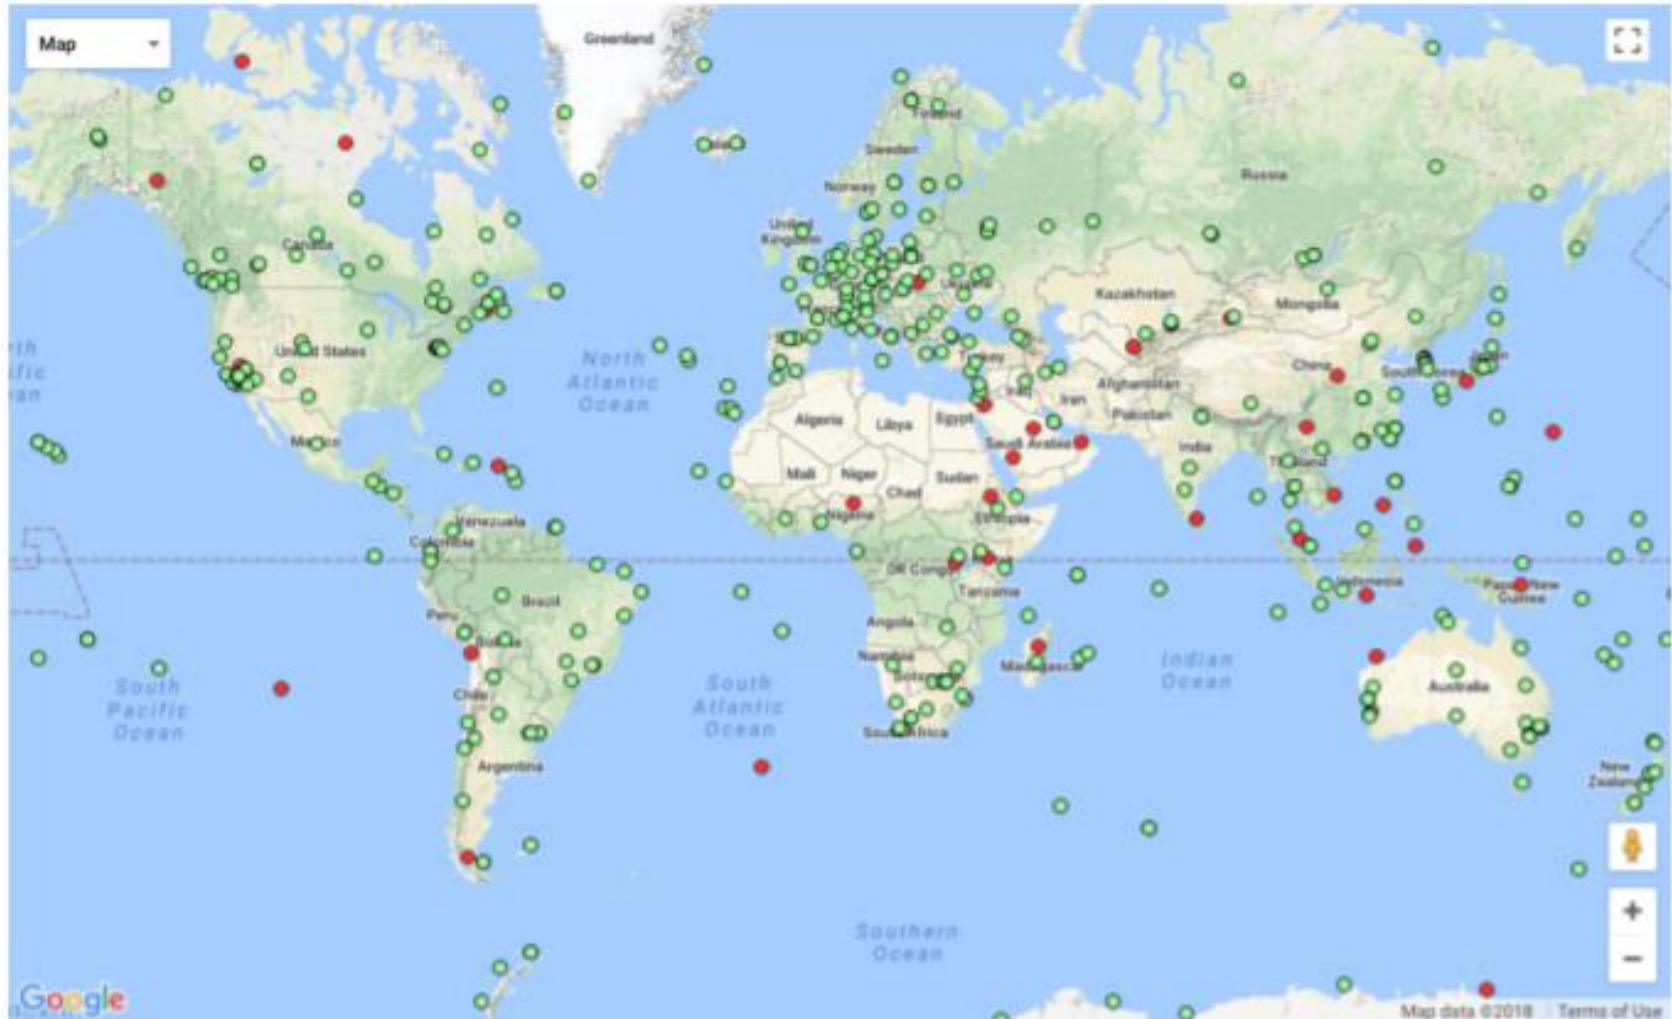 Map
Greenland
Finland
Sweden
Norway
Russia
United
Kingdom
Canada
Kazakhstan
Mongolia
United States
North
Atlantic
Ocean
Turkey
China
South Korea
Japan
Iraq
Iran
Afghanistan
Pakistan
Algeria
Libya
Egypt
Saudi Arabia
India
Mexico
Mali
Niger
Chad
Sudan
Thailand
Nigeria
Ethiopia
Venezuela
Colombia
DR Congo
Tanzania
Indonesia
Papua New
Guinea
Peru
Brazil
Bolivia
Angola
Namibia
Botswana
Madagascar
Indian
Ocean
Australia
South
Pacific
Ocean
Chile
South
Atlantic
Ocean
South Africa
Argentina
New
Zealand
Southern
Ocean
Google
Map data ©2018
Terms of Use